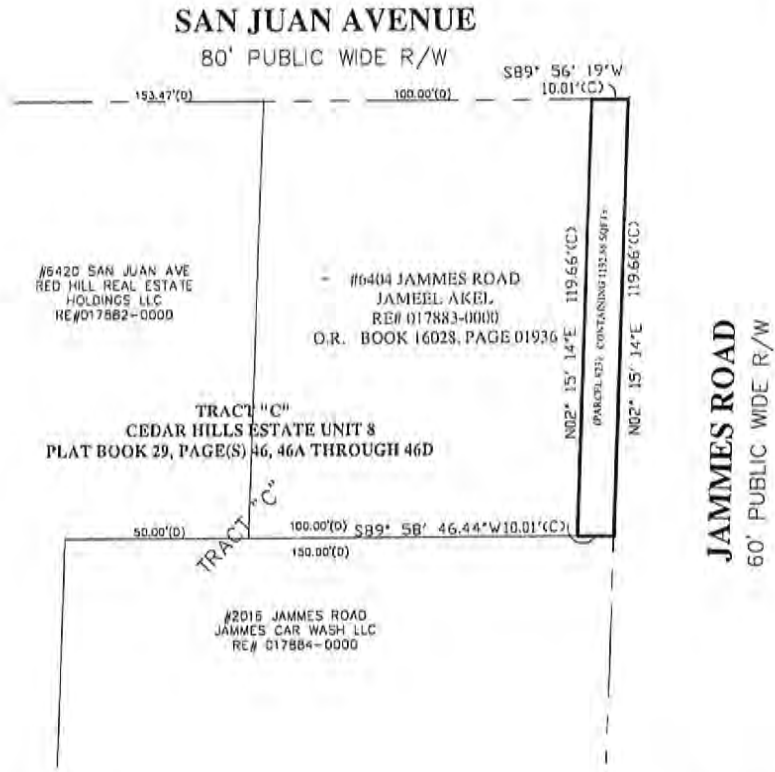 SAN JUAN AVENUE
80' PUBLIC WIDE R/W
S89° 56' 19"W
10.01'(C)
153.47'(D)
100.00'(D)
#6420 SAN JUAN AVE
RED HILL REAL ESTATE
HOLDINGS LLC
RE#017882-0000
#6404 JAMMES ROAD
JAMEEL AKEL
RE# 017883-0000
O.R. BOOK 16028, PAGE 01936
N02° 15' 14"E 119.66'(C)
CONTAINING
N02° 15' 14"E 119.66'(C)
JAMMES ROAD
60' PUBLIC WIDE R/W
TRACT "C"
CEDAR HILLS ESTATE UNIT 8
PLAT BOOK 29, PAGE(S) 46, 46A THROUGH 46D
TRACT "C"
50.00'(D)
100.00'(D) S89° 58' 46.44"W10.01'(C)
150.00'(D)
#2016 JAMMES ROAD
JAMMES CAR WASH LLC
RE# 017884-0000